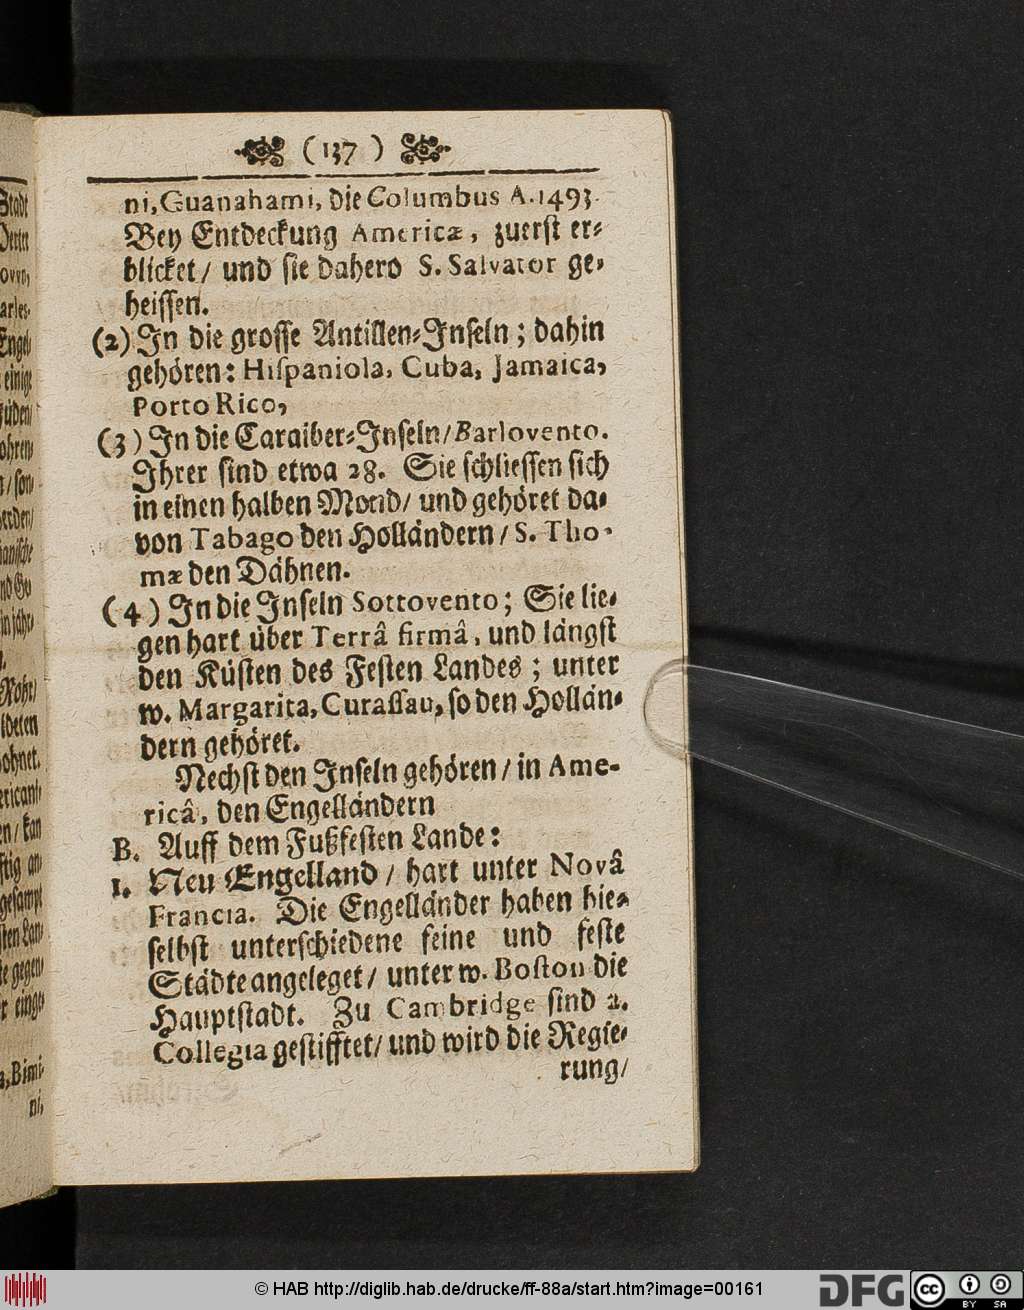 ( 137 )
ni, Guanahami, die Columbus A. 1493.
Bey Entdeckung Americæ, zuerst er-
blicket / und sie dahero S. Salvator ge-
heissen.
(2) In die grosse Antillen-Inseln; dahin
gehören: Hispaniola, Cuba, Jamaica,
Porto Rico,
(3) In die Caraiber-Inseln / Barlovento.
Ihrer sind etwa 28. Sie schliessen sich
in einen halben Mond / und gehöret da-
von Tabago den Holländern / S. Tho-
mæ den Dähnen.
(4) In die Inseln Sottovento; Sie lie-
gen hart über Terrâ firmâ, und längst
den Küsten des Festen Landes; unter
w. Margarita, Curassau, so den Hollän-
dern gehöret.
Nechst den Inseln gehören / in Ame-
ricâ, den Engelländern
B. Auff dem Fußfesten Lande:
1. Neu Engelland / hart unter Novâ
Francia. Die Engelländer haben hie-
selbst unterschiedene feine und feste
Städte angeleget / unter w. Boston die
Hauptstadt. Zu Cambridge sind 2.
Collegia gestifftet / und wird die Regie-
rung /
© HAB http://diglib.hab.de/drucke/ff-88a/start.htm?image=00161
DFG
cc BY SA